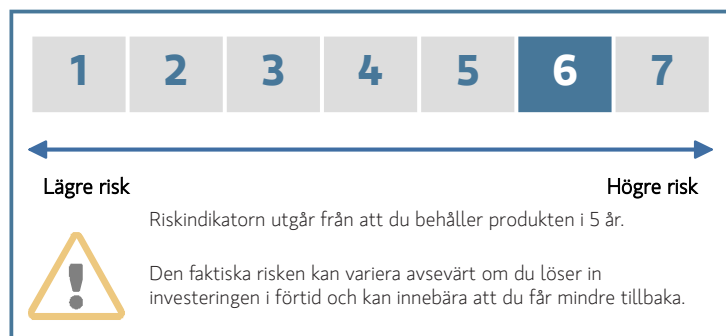 1 2 3 4 5 6 7
Lägre risk Högre risk
Riskindikatorn utgår från att du behåller produkten i 5 år.
Den faktiska risken kan variera avsevärt om du löser in
investeringen i förtid och kan innebära att du får mindre tillbaka.